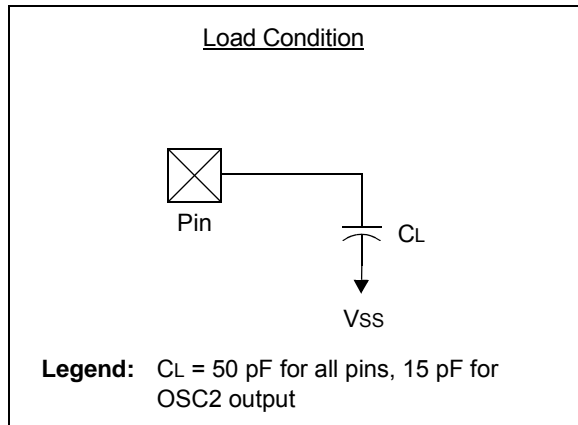 Load Condition
Pin
CL
VSS
Legend: CL = 50 pF for all pins, 15 pF for
OSC2 output